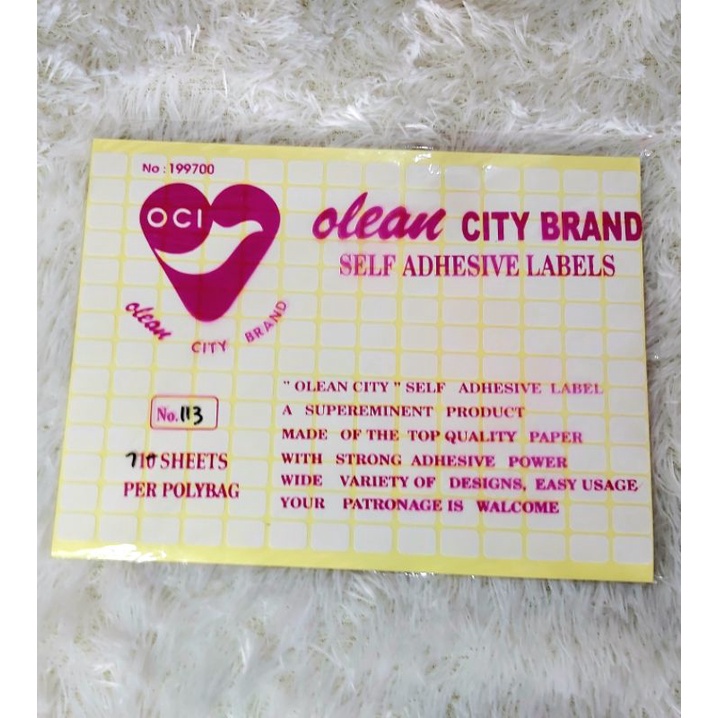 No : 199700
OCI
olean CITY BRAND
olean CITY BRAND
SELF ADHESIVE LABELS
" OLEAN CITY " SELF ADHESIVE LABEL
A SUPEREMINENT PRODUCT
MADE OF THE TOP QUALITY PAPER
WITH STRONG ADHESIVE POWER
WIDE VARIETY OF DESIGNS, EASY USAGE
YOUR PATRONAGE IS WALCOME
No. 113
SHEETS
PER POLYBAG